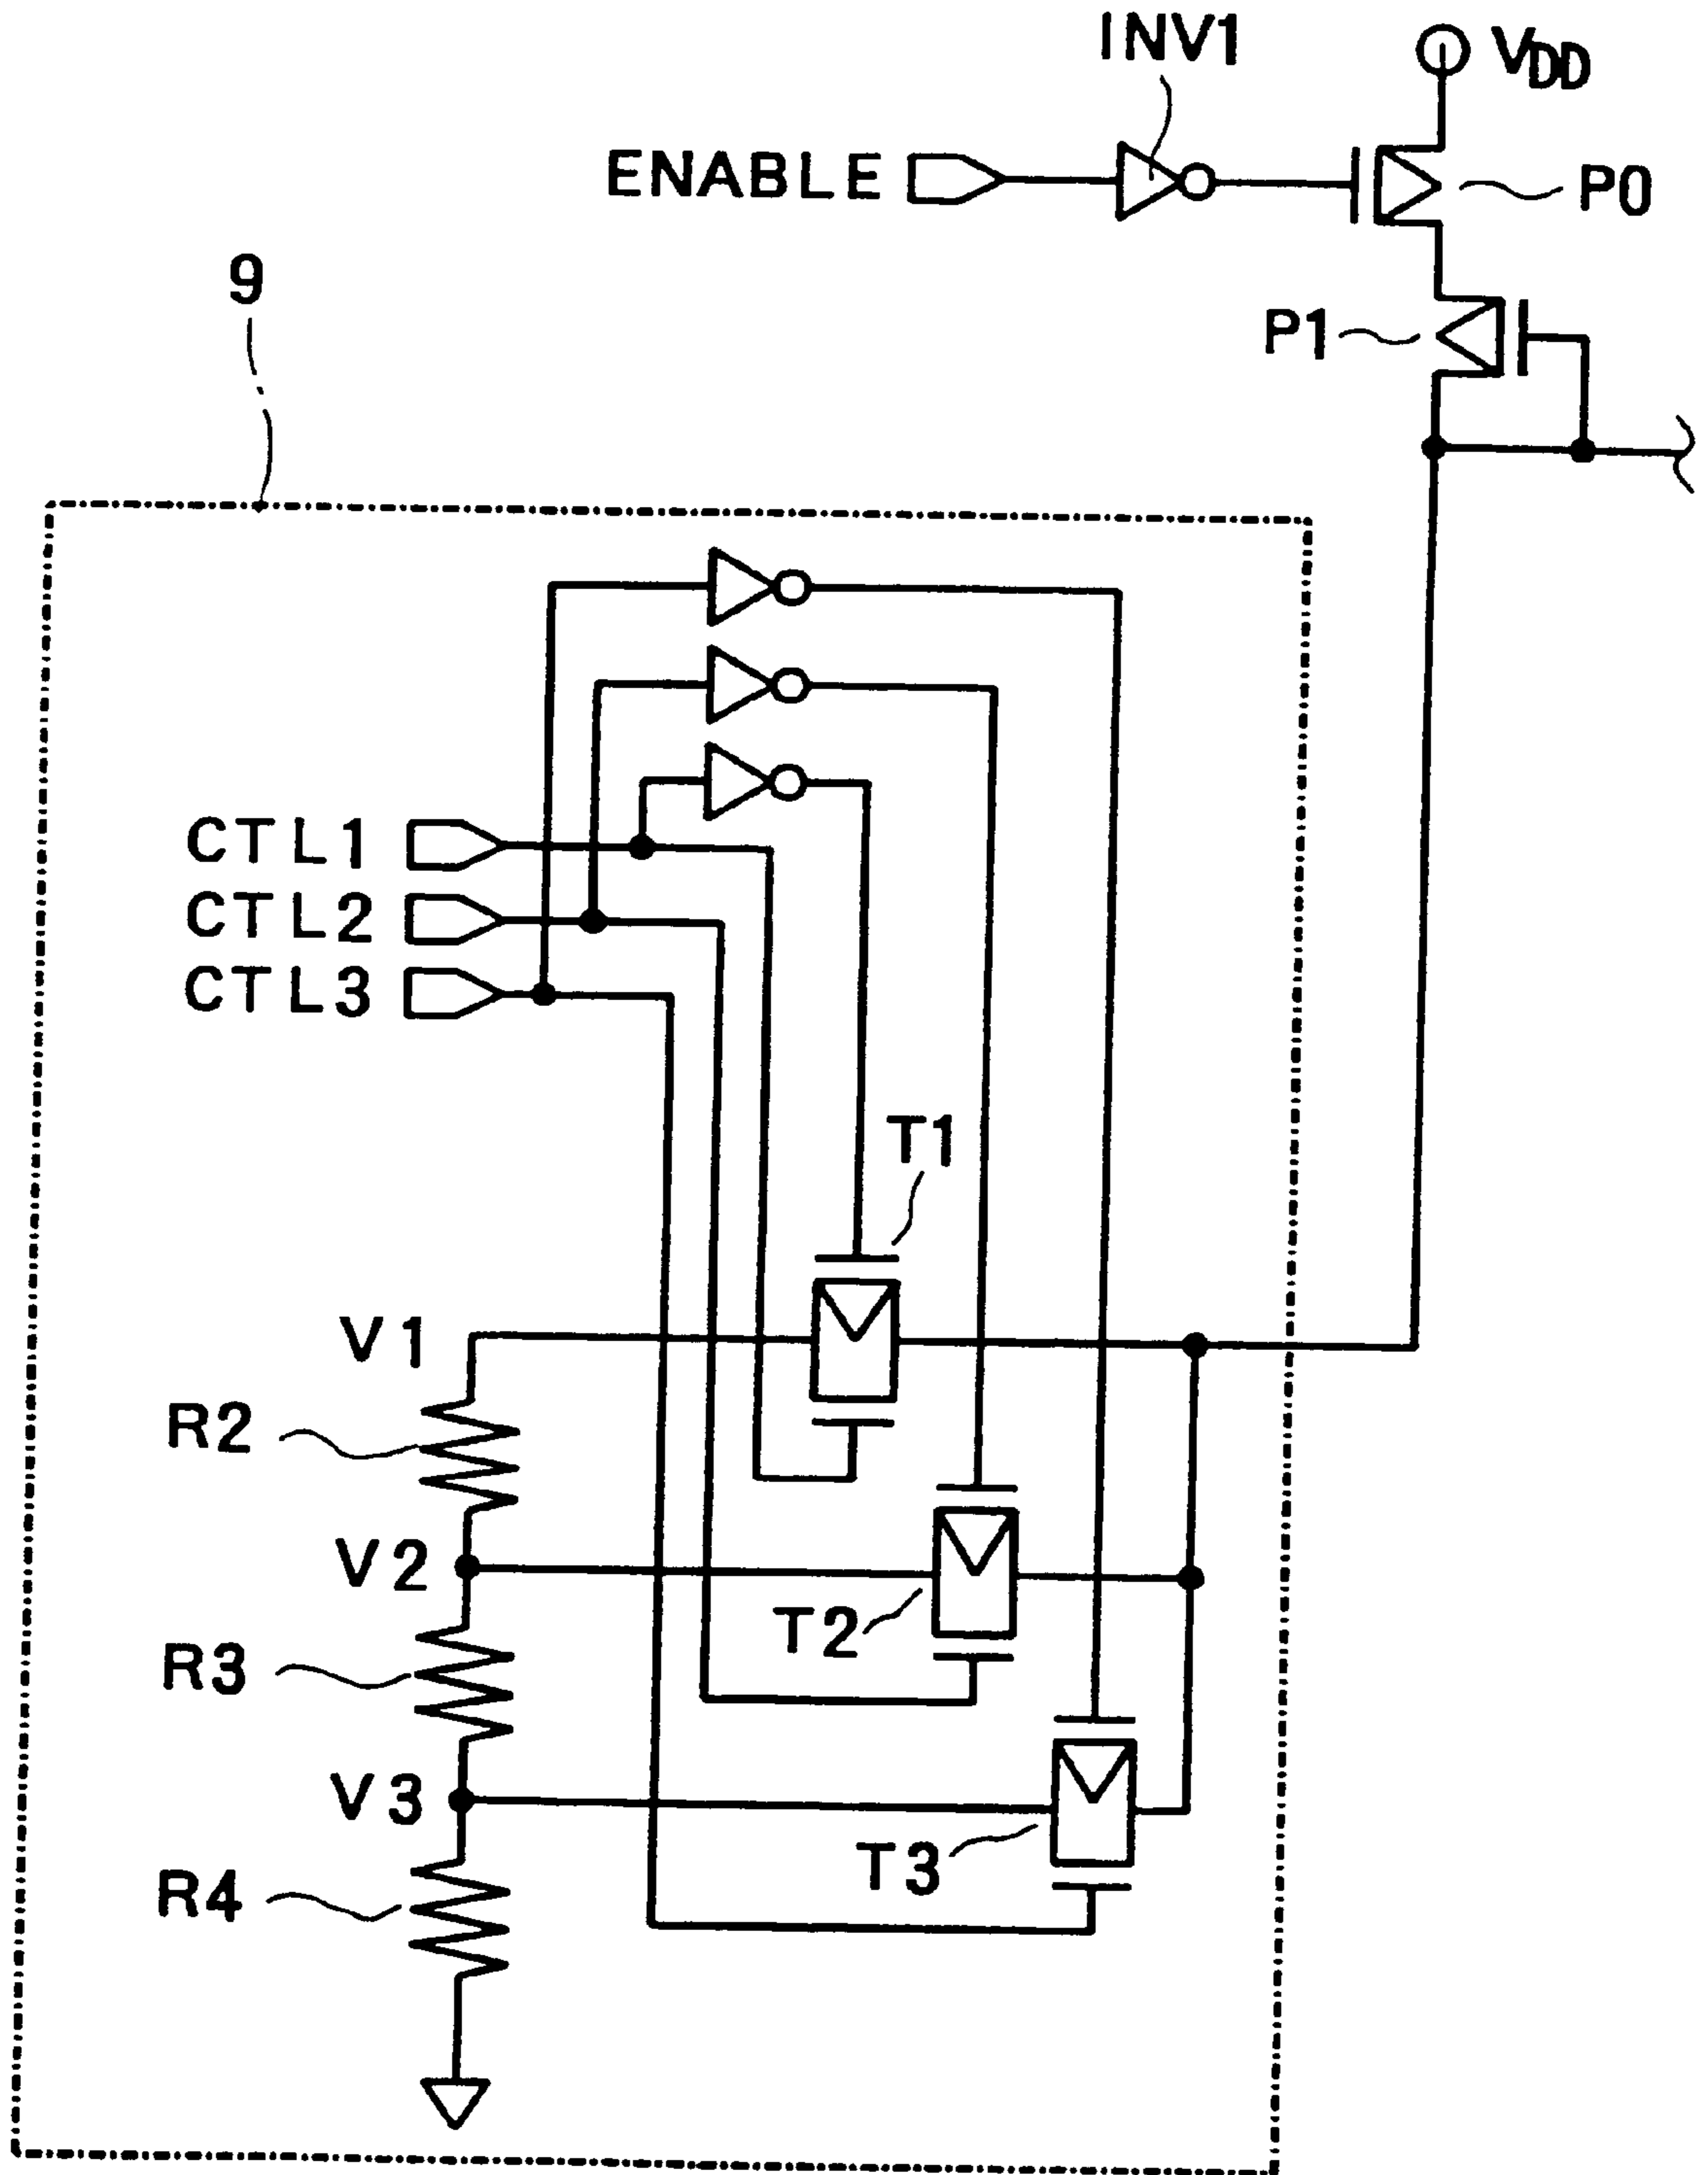 INV1
VDD
ENABLE
P0
9
P1
CTL1
CTL2
CTL3
T1
V1
R2
V2
T2
R3
V3
T3
R4